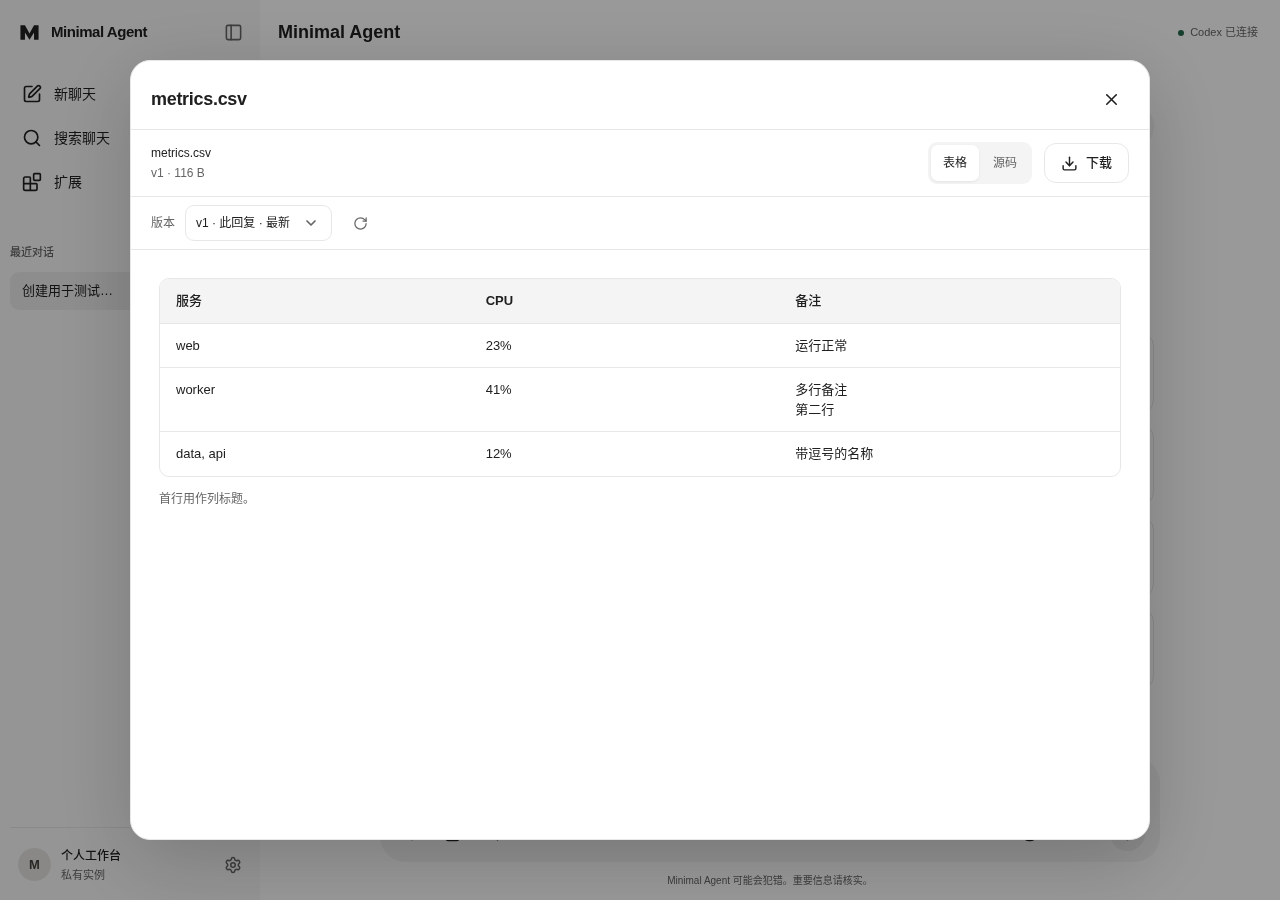 Minimal Agent
Minimal Agent
Codex 已连接
新聊天
搜索聊天
扩展
最近对话
创建用于测试…
metrics.csv
metrics.csv
v1 · 116 B
表格
源码
下载
版本
v1 · 此回复 · 最新
服务 CPU 备注
web 23% 运行正常
worker 41% 多行备注
第二行
data, api 12% 带逗号的名称
首行用作列标题。
M
个人工作台
私有实例
Minimal Agent 可能会犯错。重要信息请核实。